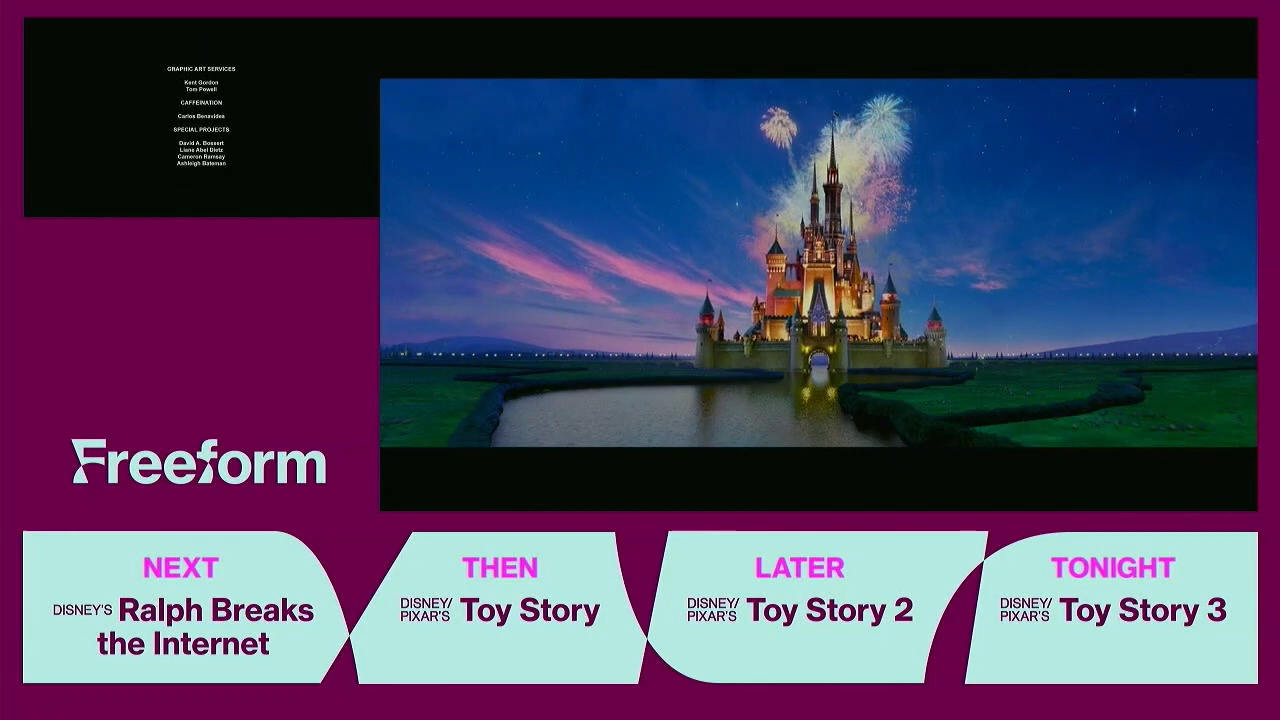 GRAPHIC ART SERVICES
Kent Gordon
Tom Powell
CAFFEINATION
Carlos Benavidea
SPECIAL PROJECTS
David A. Bossert
Liane Abel Dietz
Cameron Ramsay
Ashleigh Bateman
Freeform
NEXT
DISNEY'S Ralph Breaks
the Internet
THEN
DISNEY/
PIXAR'S Toy Story
LATER
DISNEY/
PIXAR'S Toy Story 2
TONIGHT
DISNEY/
PIXAR'S Toy Story 3